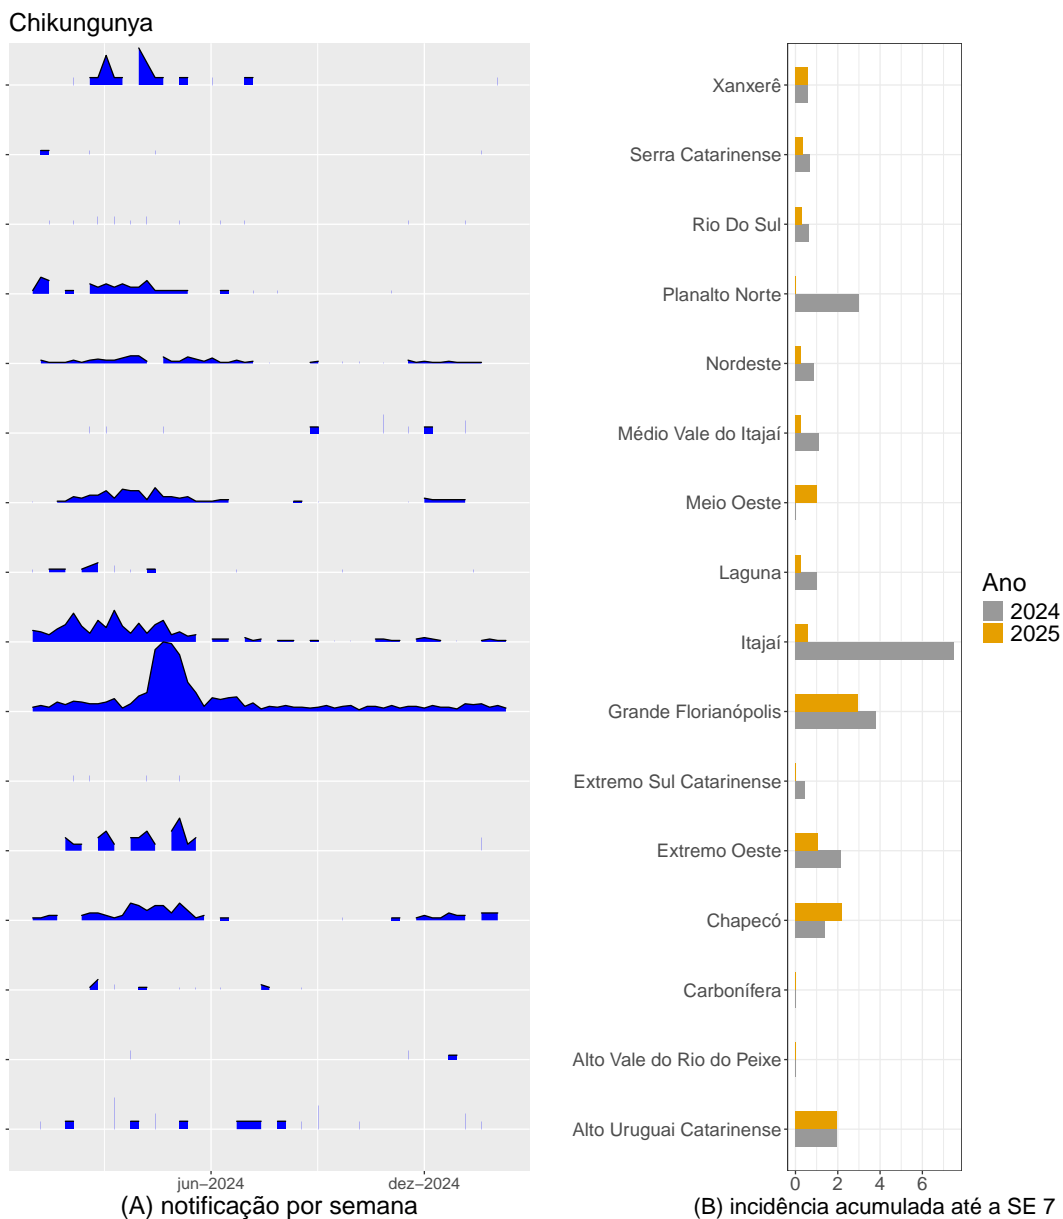 Chikungunya
Xanxerê
Serra Catarinense
Rio Do Sul
Planalto Norte
Nordeste
Médio Vale do Itajaí
Meio Oeste
Laguna
Itajaí
Grande Florianópolis
Extremo Sul Catarinense
Extremo Oeste
Chapecó
Carbonífera
Alto Vale do Rio do Peixe
Alto Uruguai Catarinense
Ano
2024
2025
jun−2024 dez−2024
0 2 4 6
(A) notificação por semana
(B) incidência acumulada até a SE 7